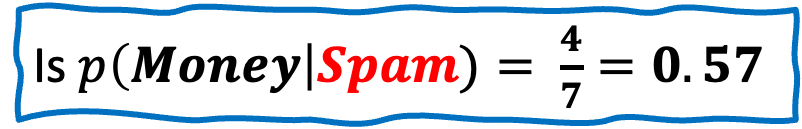 Is p(Money|Spam) = 4/7 = 0.57